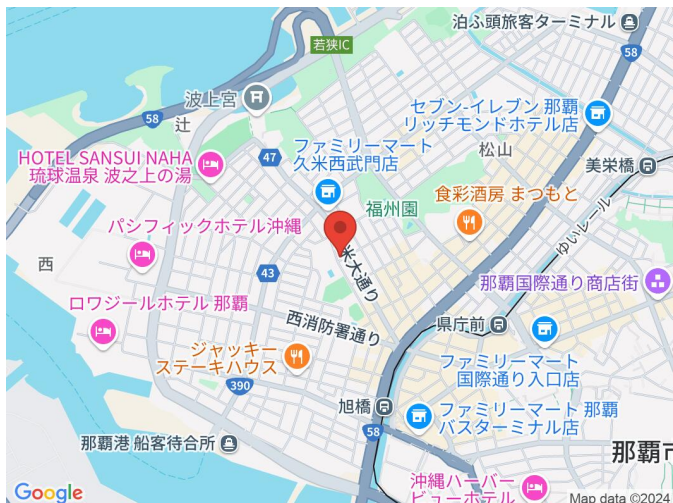 泊ふ頭旅客ターミナル
58
若狭IC
波上宮
58
辻
セブン-イレブン 那覇
リッチモンドホテル店
ファミリーマート
久米西武門店
松山
47
HOTEL SANSUI NAHA
琉球温泉 波之上の湯
美栄橋
食彩酒房 まつもと
福州園
パシフィックホテル沖縄
ゆいレール
西
米大通り
43
那覇国際通り商店街
ロワジールホテル 那覇
県庁前
西消防署通り
ジャッキー
ステーキハウス
ファミリーマート
国際通り入口店
390
旭橋
ファミリーマート 那覇
バスターミナル店
58
那覇港 船客待合所
那覇市
沖縄ハーバー
ビューホテル
Google
Map data ©2024